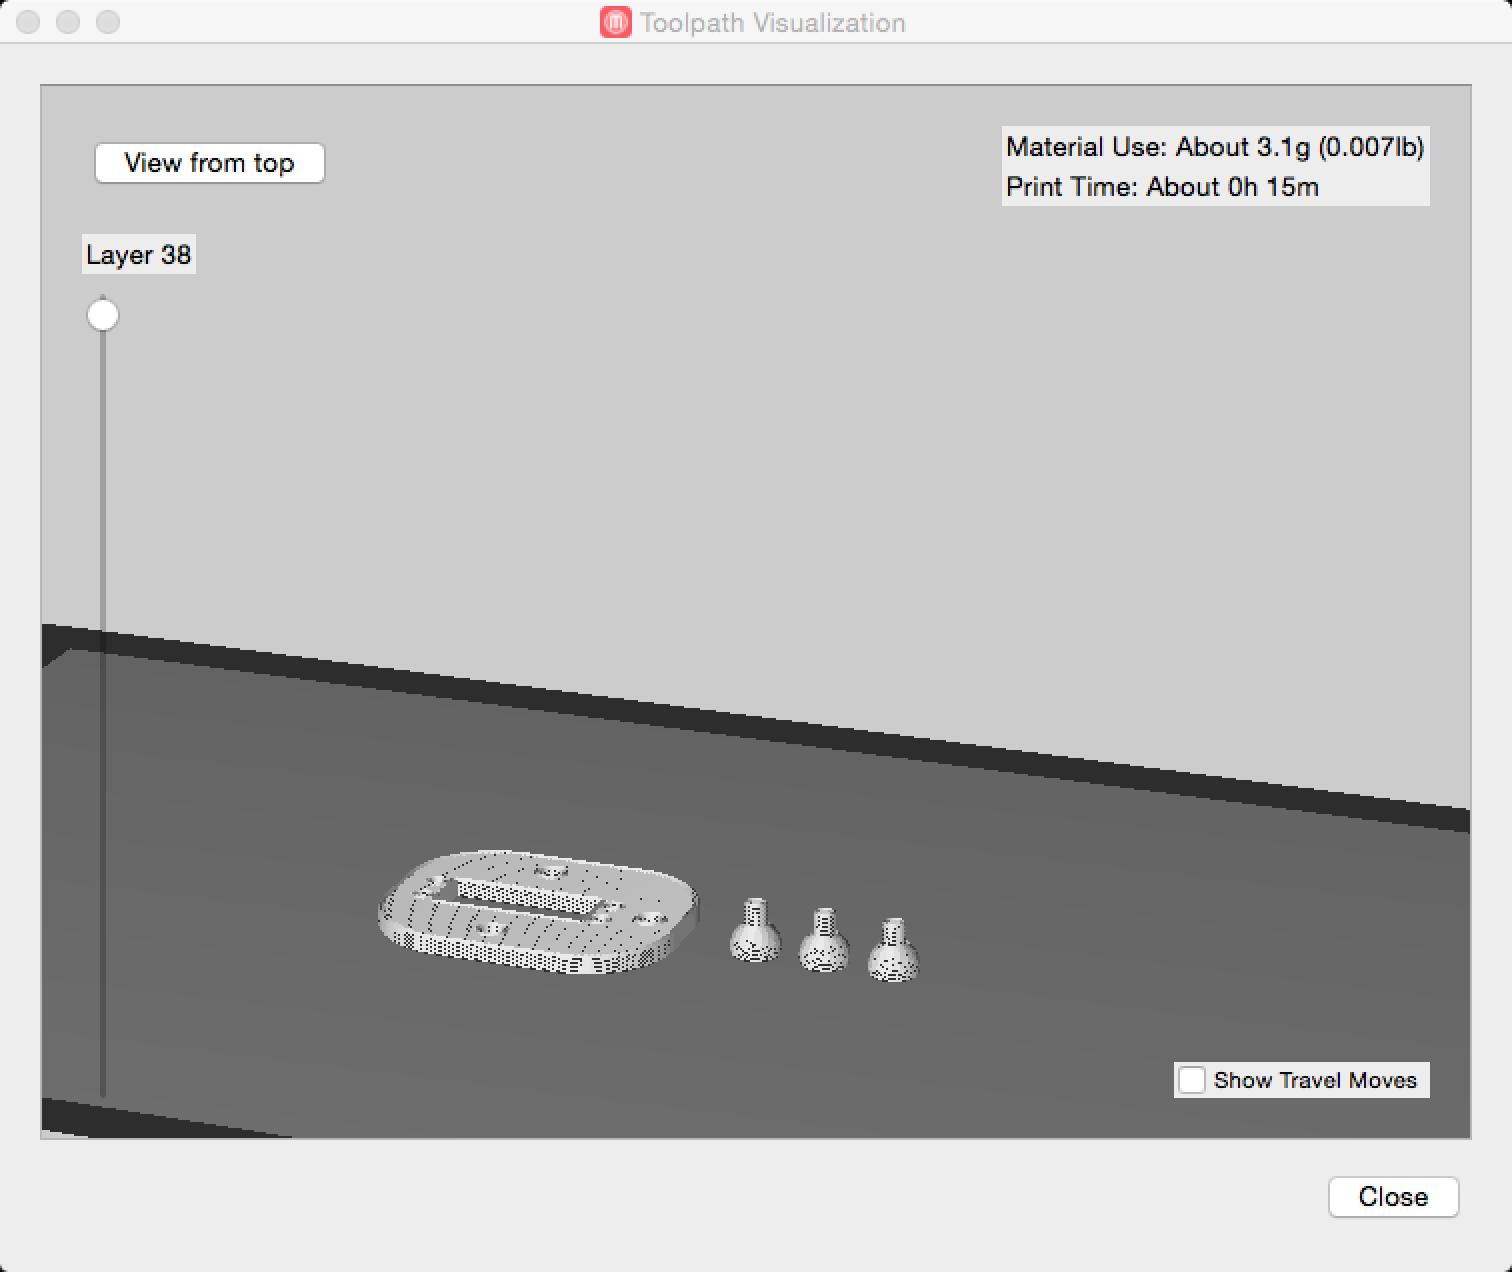 Toolpath Visualization
View from top
Material Use: About 3.1g (0.007lb)
Print Time: About 0h 15m
Layer 38
Show Travel Moves
Close